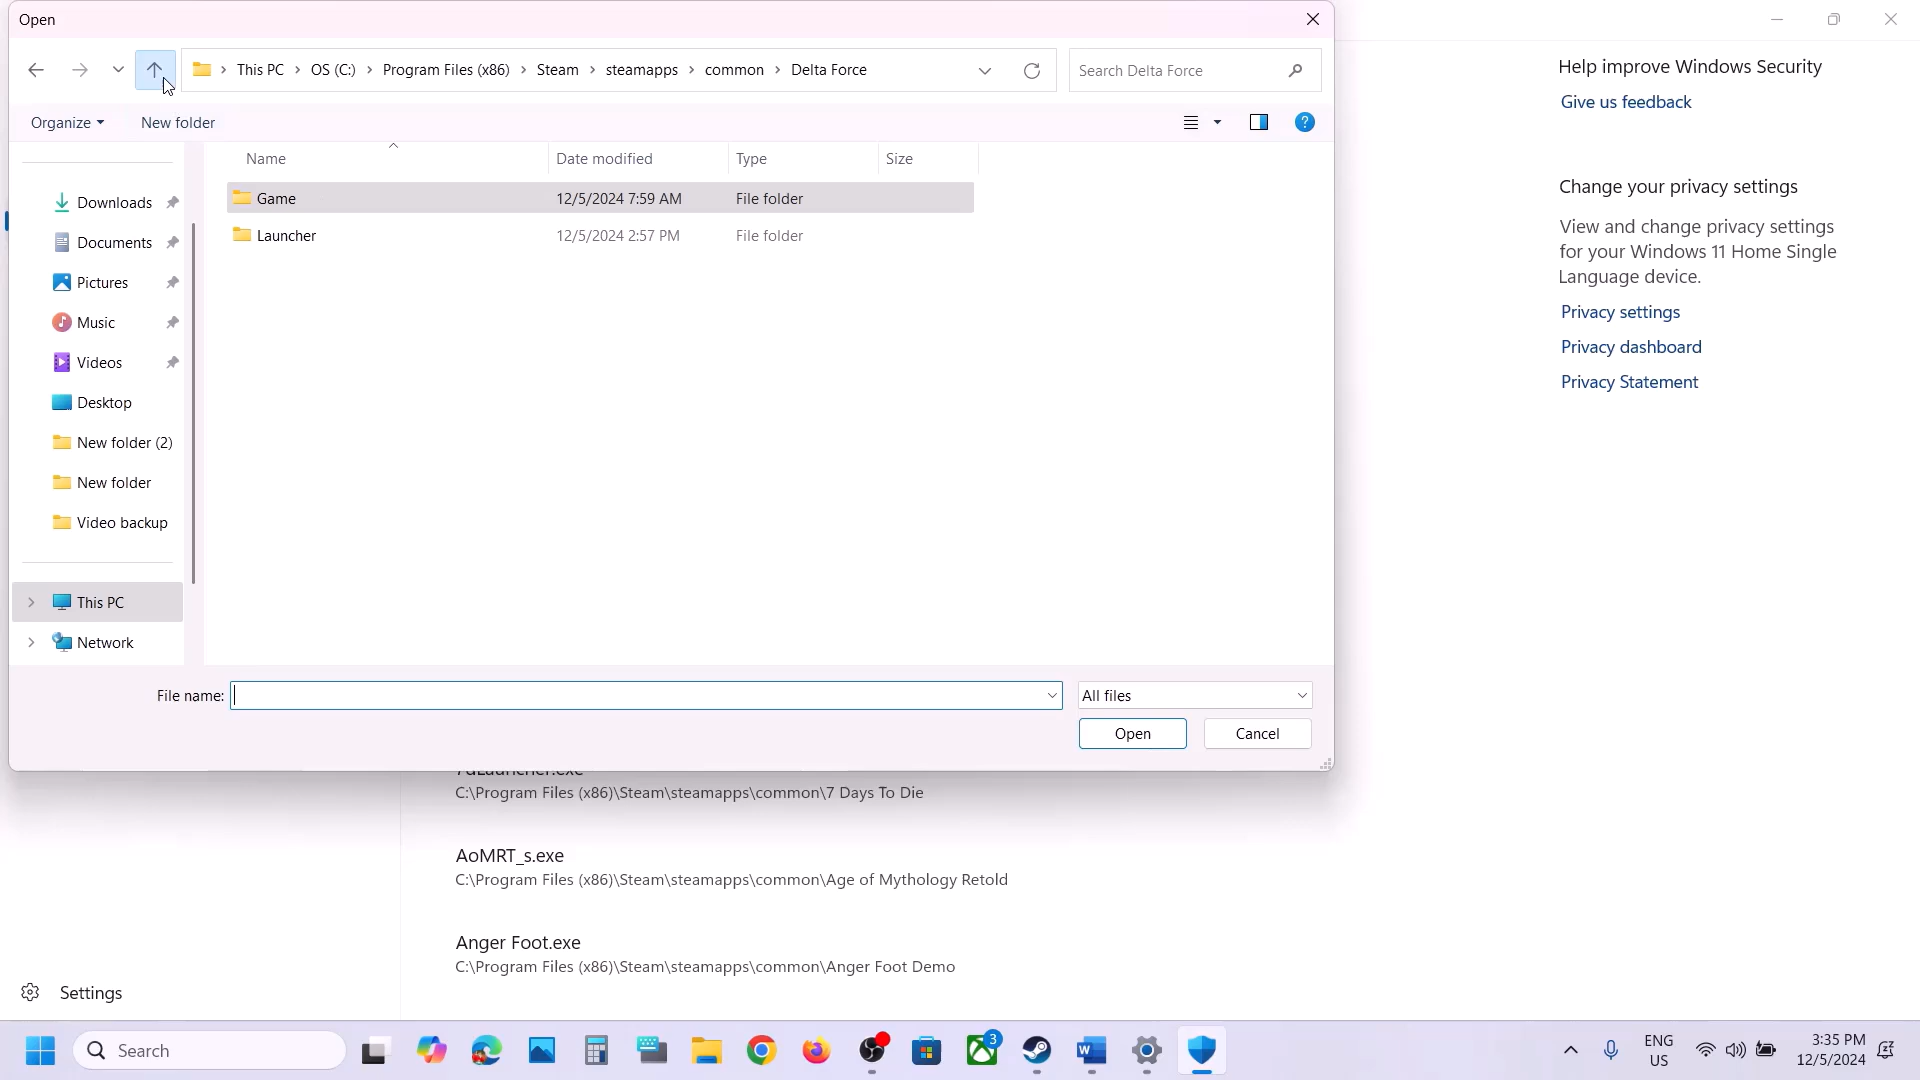 Open
This PC > OS (C:) > Program Files (x86) > Steam > steamapps > common > Delta Force
Search Delta Force
Organize
New folder
Name
Date modified
Type
Size
Game 12/5/2024 7:59 AM File folder
Launcher 12/5/2024 2:57 PM File folder
Downloads
Documents
Pictures
Music
Videos
Desktop
New folder (2)
New folder
Video backup
This PC
Network
File name:
All files
Open
Cancel
Help improve Windows Security
Give us feedback
Change your privacy settings
View and change privacy settings
for your Windows 11 Home Single
Language device.
Privacy settings
Privacy dashboard
Privacy Statement
C:\Program Files (x86)\Steam\steamapps\common\7 Days To Die
AoMRT_s.exe
C:\Program Files (x86)\Steam\steamapps\common\Age of Mythology Retold
Anger Foot.exe
C:\Program Files (x86)\Steam\steamapps\common\Anger Foot Demo
Settings
Search
3
ENG
US
3:35 PM
12/5/2024